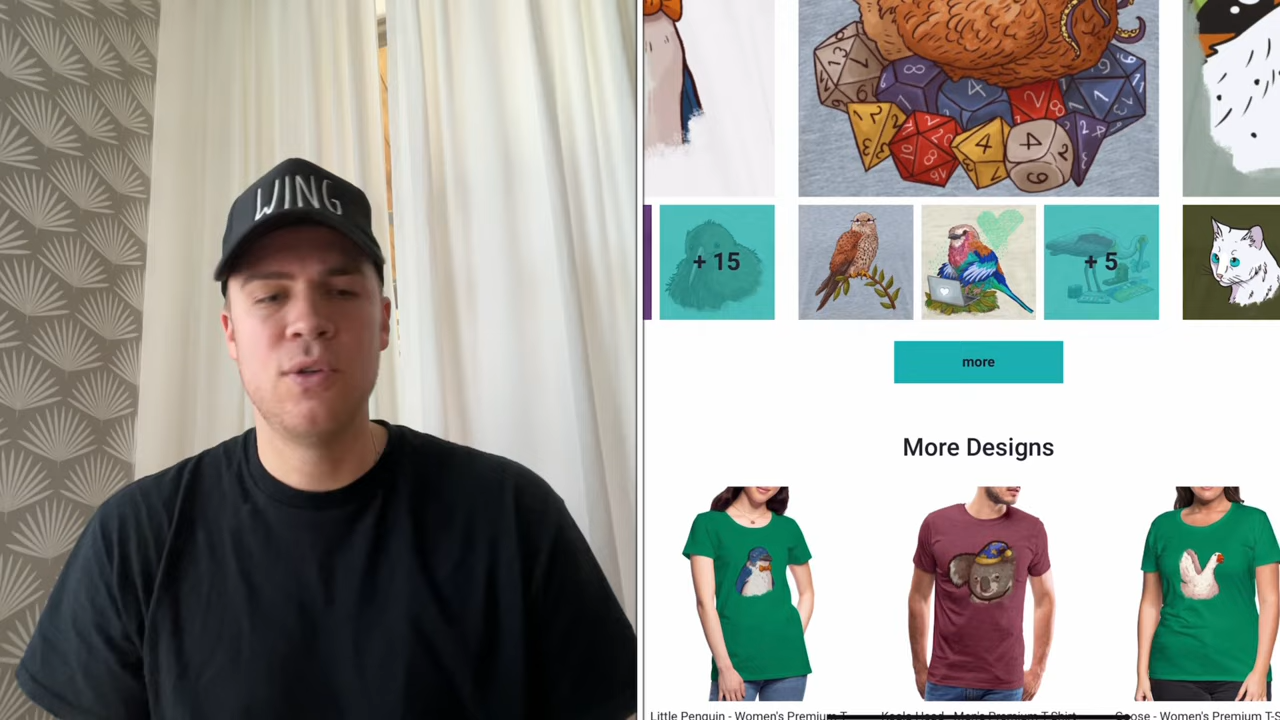 WING
+ 15
+ 5
more
More Designs
Little Penguin - Women's Premium T
Koala Head - Men's Premium T-Shirt
Goose - Women's Premium T-S